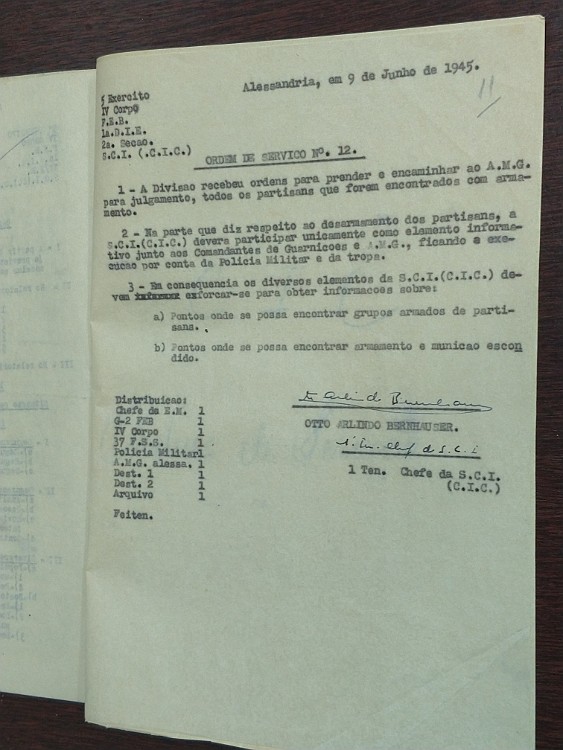 Alessandria, em 9 de Junho de 1945.
11
5 Exercito
IV Corpo
F.E.B.
1a.D.I.E.
2a. Secao.
S.C.I. (.C.I.C.)
ORDEM DE SERVICO Nº. 12.
1 - A Divisao recebeu ordens para prender e encaminhar ao A.M.G.
para julgamento, todos os partisans que forem encontrados com arma-
mento.
2 - Na parte que diz respeito ao desarmamento dos partisans, a
S.C.I.(C.I.C.) devera participar unicamente como elemento informa-
tivo junto aos Comandantes de Guarnicoes e A.M.G., ficando a exe-
cucao por conta da Policia Militar e da tropa.
3 - Em consequencia os diversos elementos da S.C.I.(C.I.C.) de-
vem exforcar-se para obter informacoes sobre:
a) Pontos onde se possa encontrar grupos armados de parti-
sans.
b) Pontos onde se possa encontrar armamento e municao escon
dido.
Distribuicao:
Chefe da E.M. 1
G-2 FEB 1
IV Corpo 1
37 F.S.S. 1
Policia Militar1
A.M.G. alessa. 1
Dest. 1 1
Dest. 2 1
Arquivo 1
Feiten.
OTTO ARLINDO BERNHAUSER.
1 Ten. Chefe da S.C.I.
(C.I.C.)